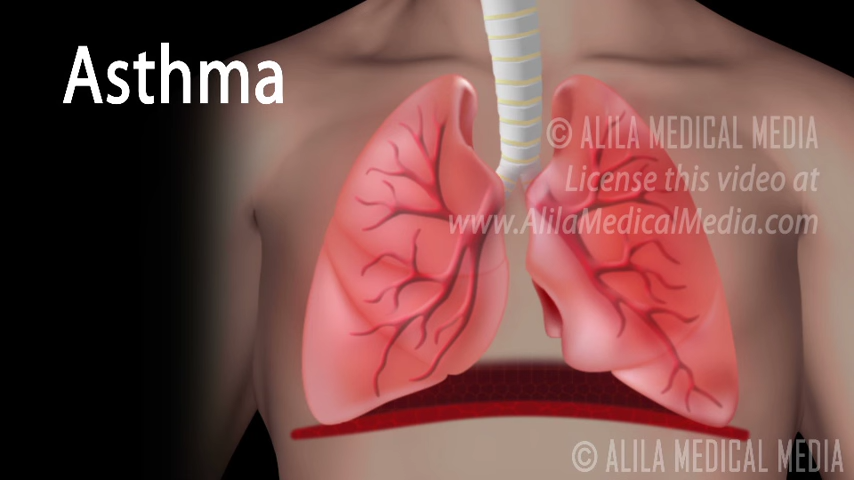 Asthma
© ALILA MEDICAL MEDIA
License this video at
www.AlilaMedicalMedia.com
© ALILA MEDICAL MEDIA